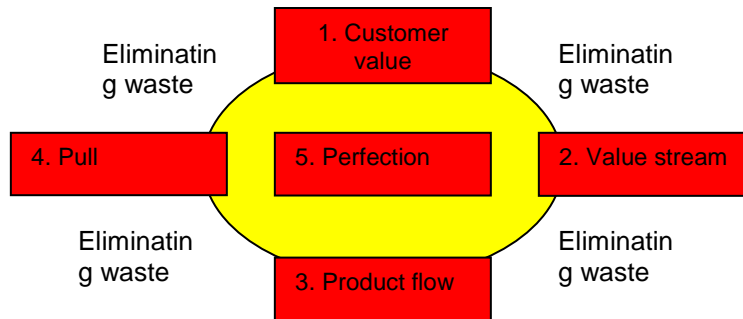 1. Customer
value
Eliminatin
g waste
Eliminatin
g waste
4. Pull
5. Perfection
2. Value stream
Eliminatin
g waste
Eliminatin
g waste
3. Product flow